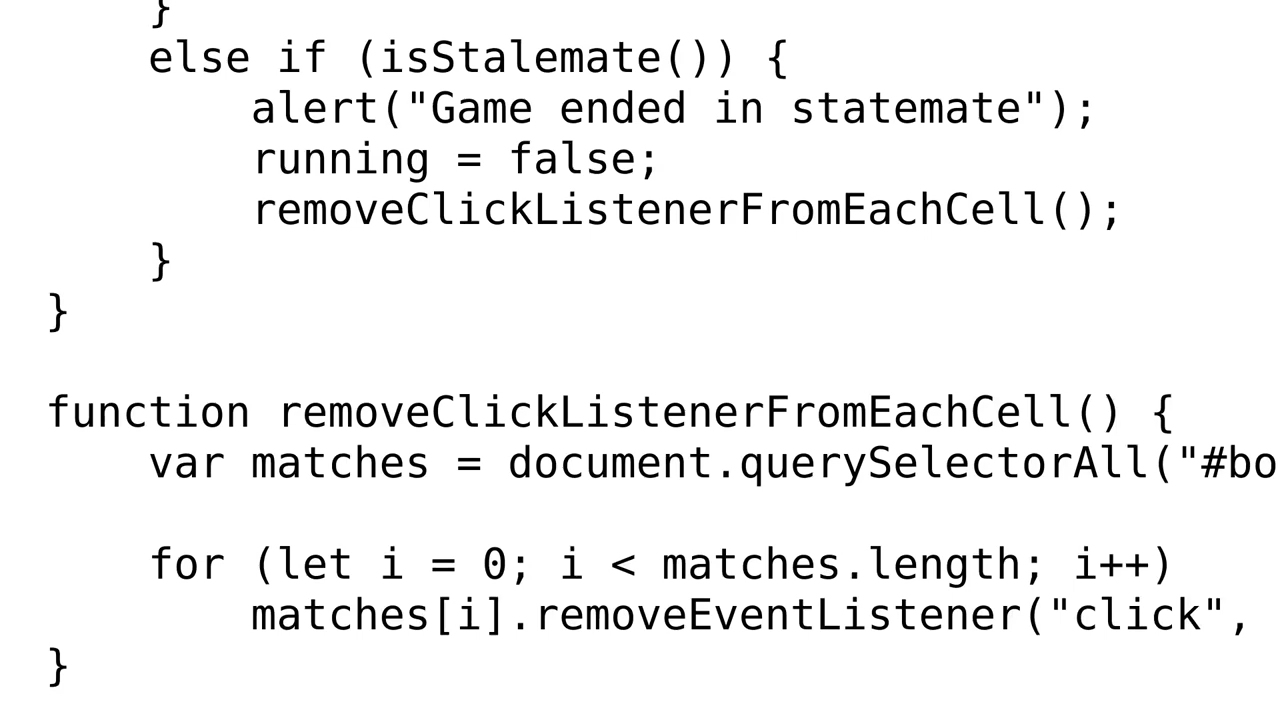 }
else if (isStalemate()) {
alert("Game ended in statemate");
running = false;
removeClickListenerFromEachCell();
}
}
function removeClickListenerFromEachCell() {
var matches = document.querySelectorAll("#bo
for (let i = 0; i < matches.length; i++)
matches[i].removeEventListener("click",
}